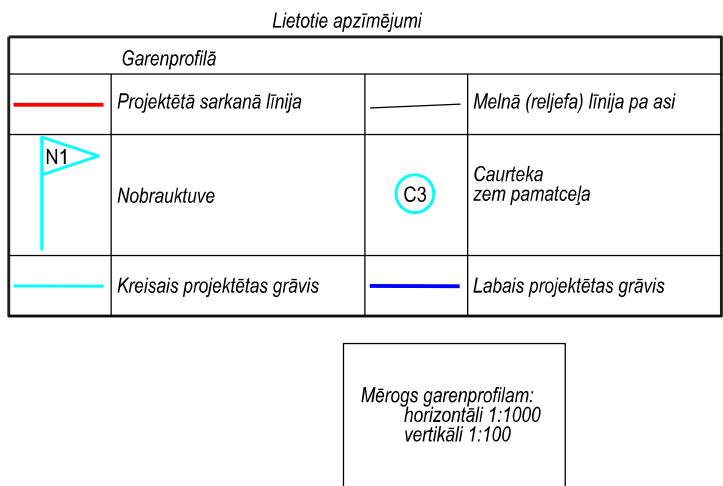 Lietotie apzīmējumi
Garenprofilā
Projektētā sarkanā līnija
Melnā (reljefa) līnija pa asi
N1
Nobrauktuve
C3
Caurteka
zem pamatceļa
Kreisais projektētas grāvis
Labais projektētas grāvis
Mērogs garenprofilam:
horizontāli 1:1000
vertikāli 1:100